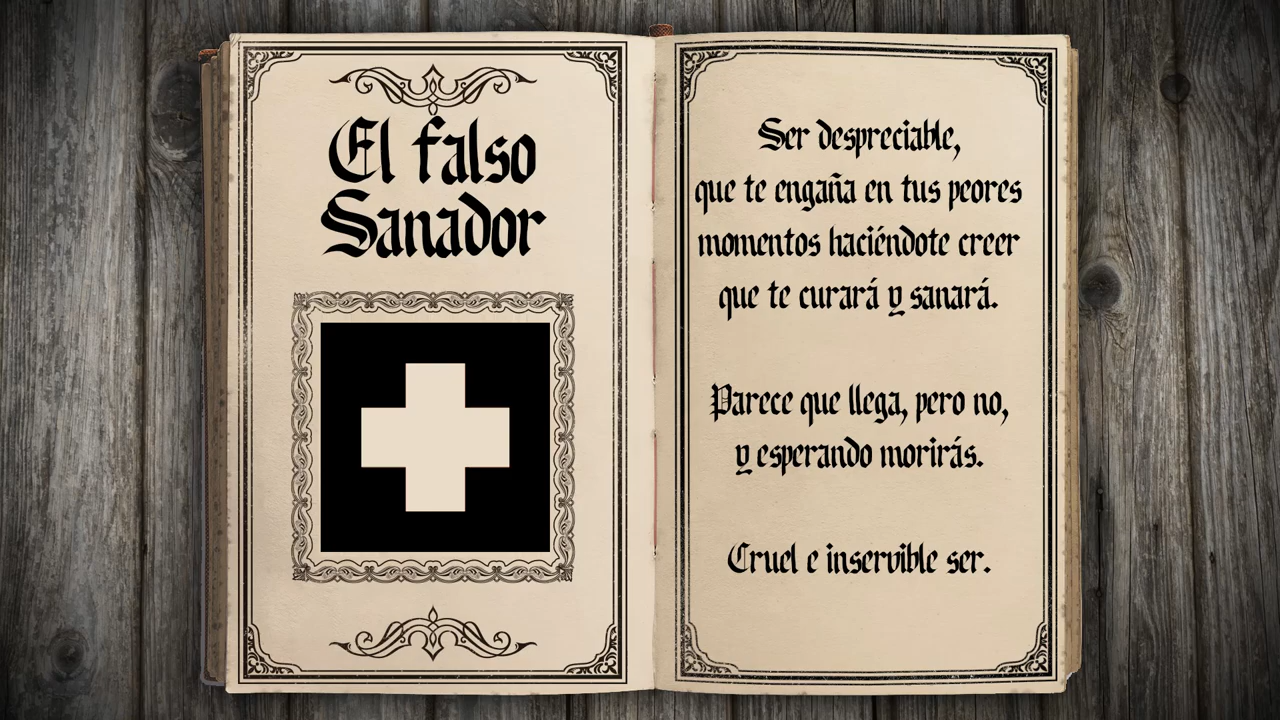 El falso
Sanador
Ser despreciable,
que te engaña en tus peores
momentos haciéndote creer
que te curará y sanará.
Parece que llega, pero no,
y esperando morirás.
Cruel e inservible ser.